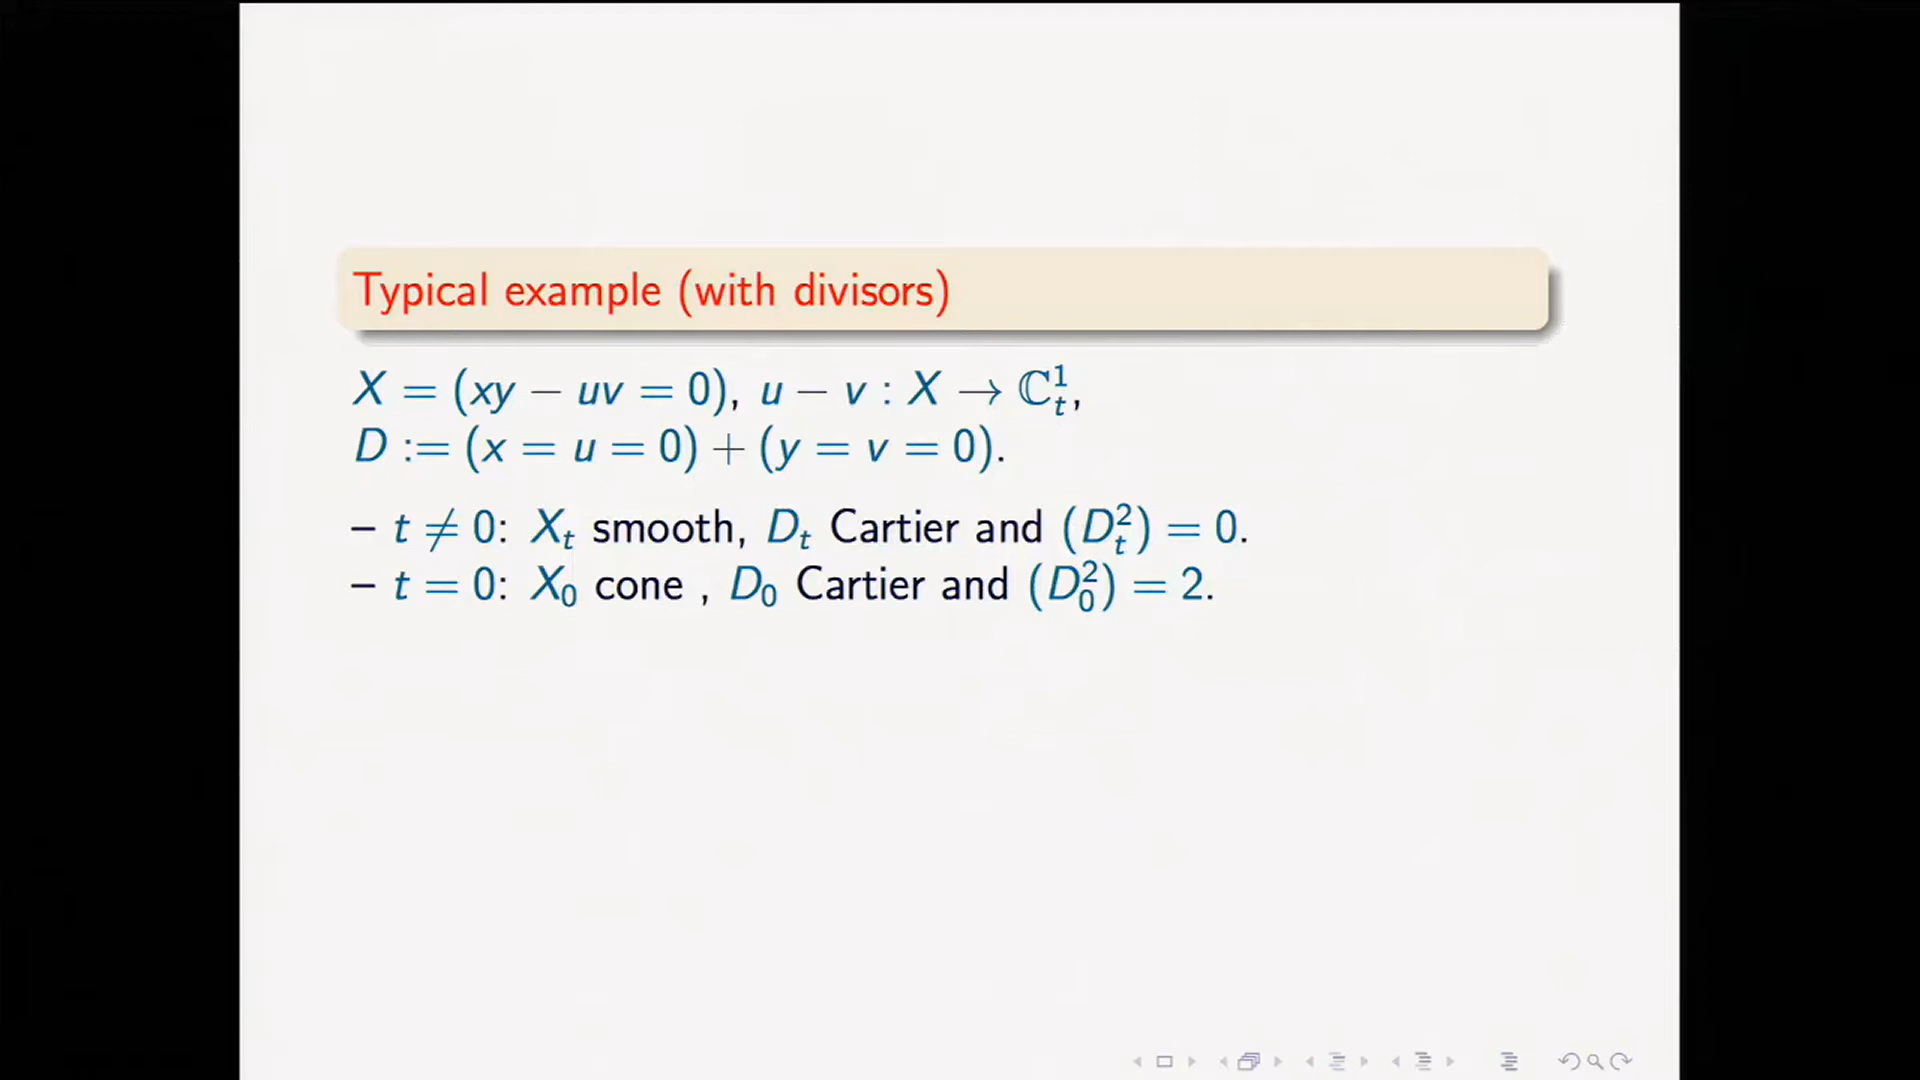 Typical example (with divisors)
X = (xy − uv = 0), u − v : X → ℂ¹ₜ,
D := (x = u = 0) + (y = v = 0).
– t ≠ 0: Xₜ smooth, Dₜ Cartier and (Dₜ²) = 0.
– t = 0: X₀ cone , D₀ Cartier and (D₀²) = 2.